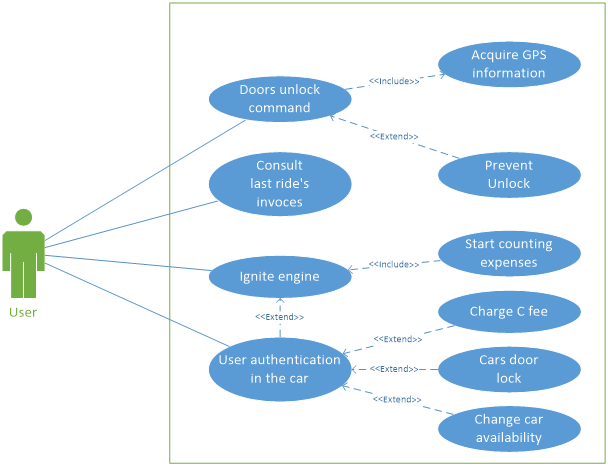 Acquire GPS
information
<<Include>>
Doors unlock
command
<<Extend>>
Prevent
Unlock
Consult
last ride's
invoces
Start counting
expenses
<<Include>>
Ignite engine
User
<<Extend>>
Charge C fee
<<Extend>>
User authentication
in the car
<<Extend>>
Cars door
lock
<<Extend>>
Change car
availability